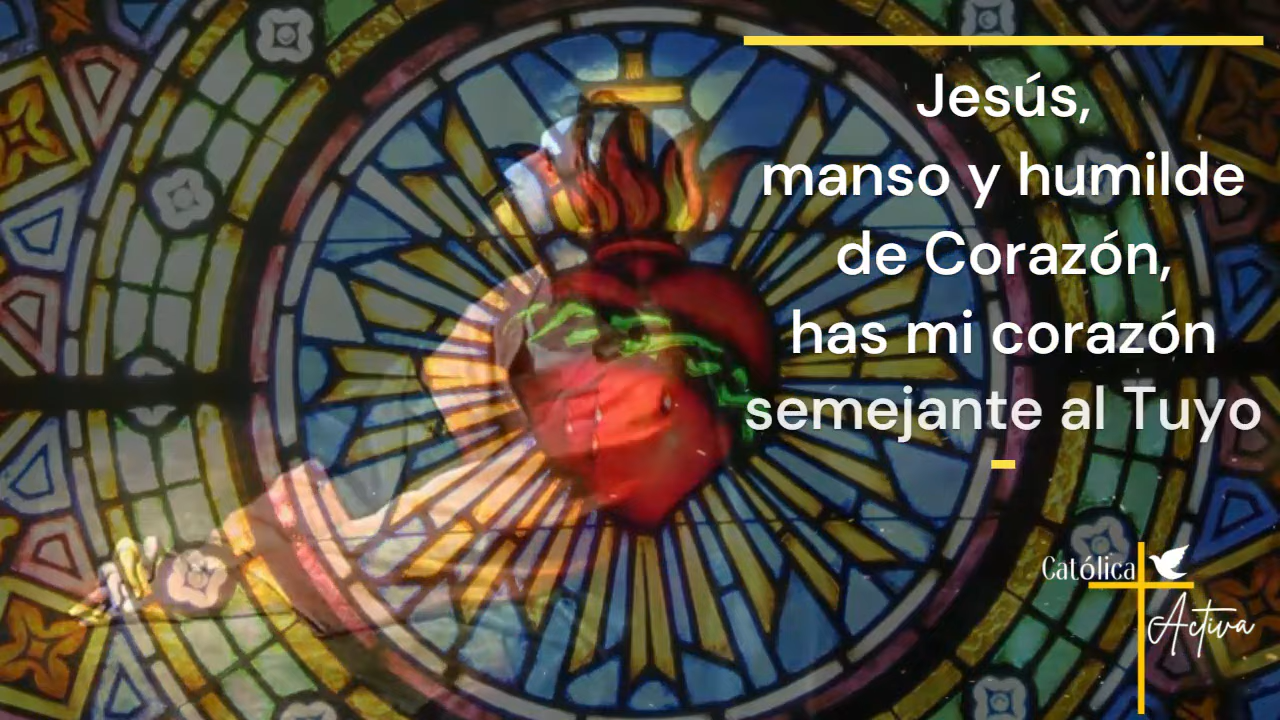 Jesús,
manso y humilde
de Corazón,
has mi corazón
semejante al Tuyo
Católica
Activa